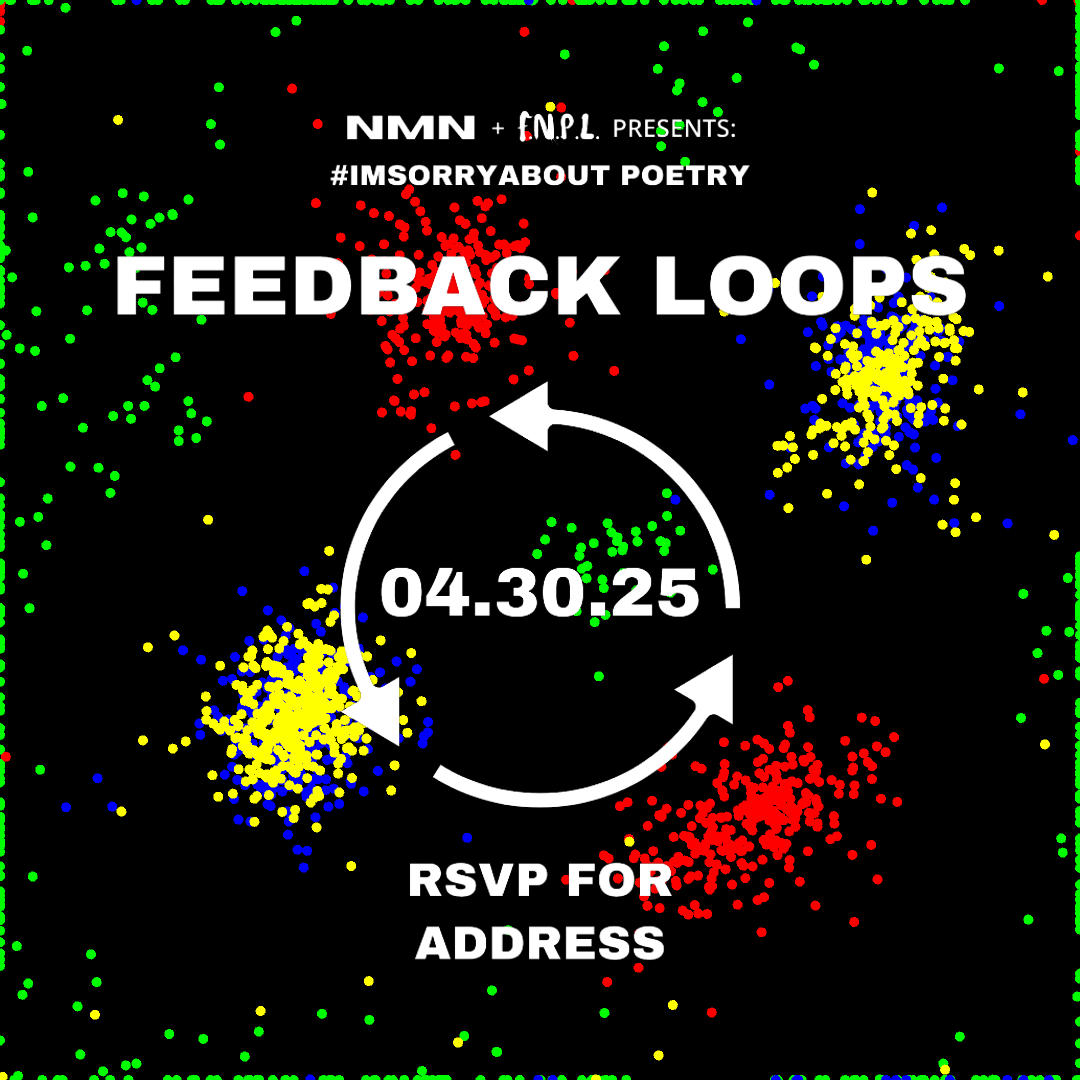 NMN + F.N.P.L. PRESENTS:
#IMSORRYABOUT POETRY
FEEDBACK LOOPS
04.30.25
RSVP FOR
ADDRESS